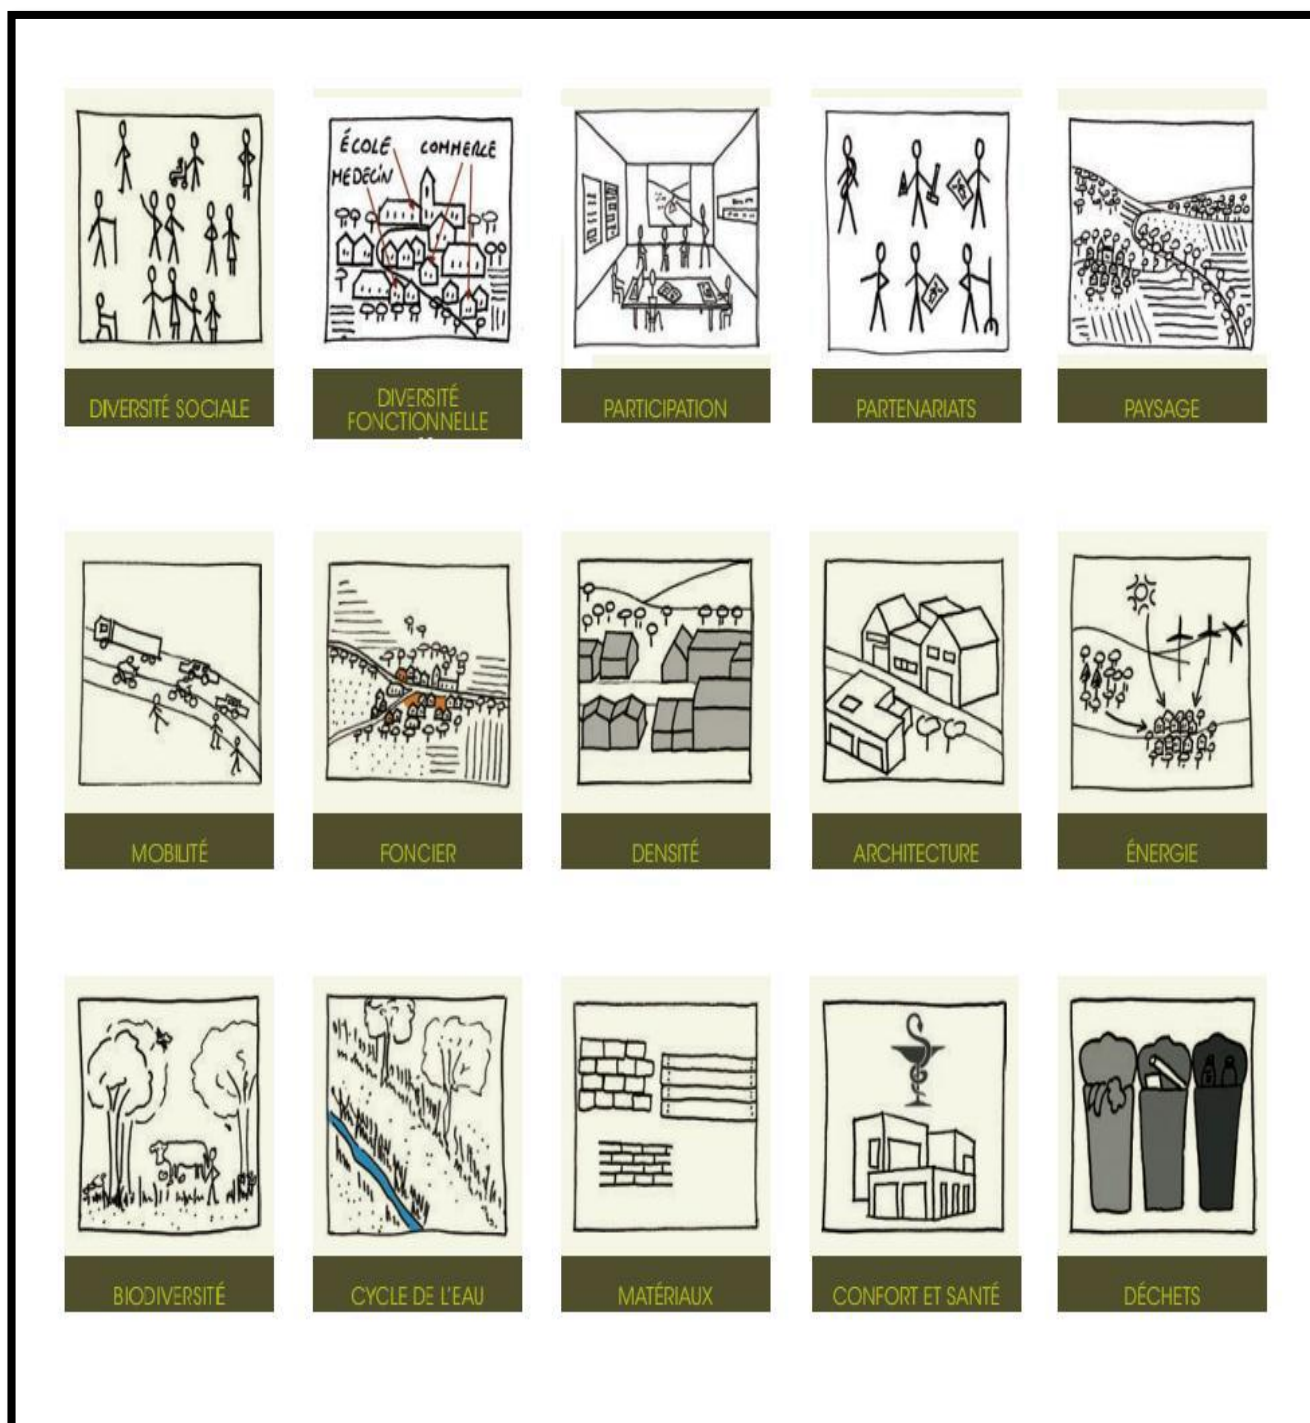 ÉCOLE COMMERCE
MÉDECIN
DIVERSITÉ SOCIALE
DIVERSITÉ
FONCTIONNELLE
PARTICIPATION
PARTENARIATS
PAYSAGE
MOBILITÉ
FONCIER
DENSITÉ
ARCHITECTURE
ÉNERGIE
BIODIVERSITÉ
CYCLE DE L'EAU
MATÉRIAUX
CONFORT ET SANTÉ
DÉCHETS